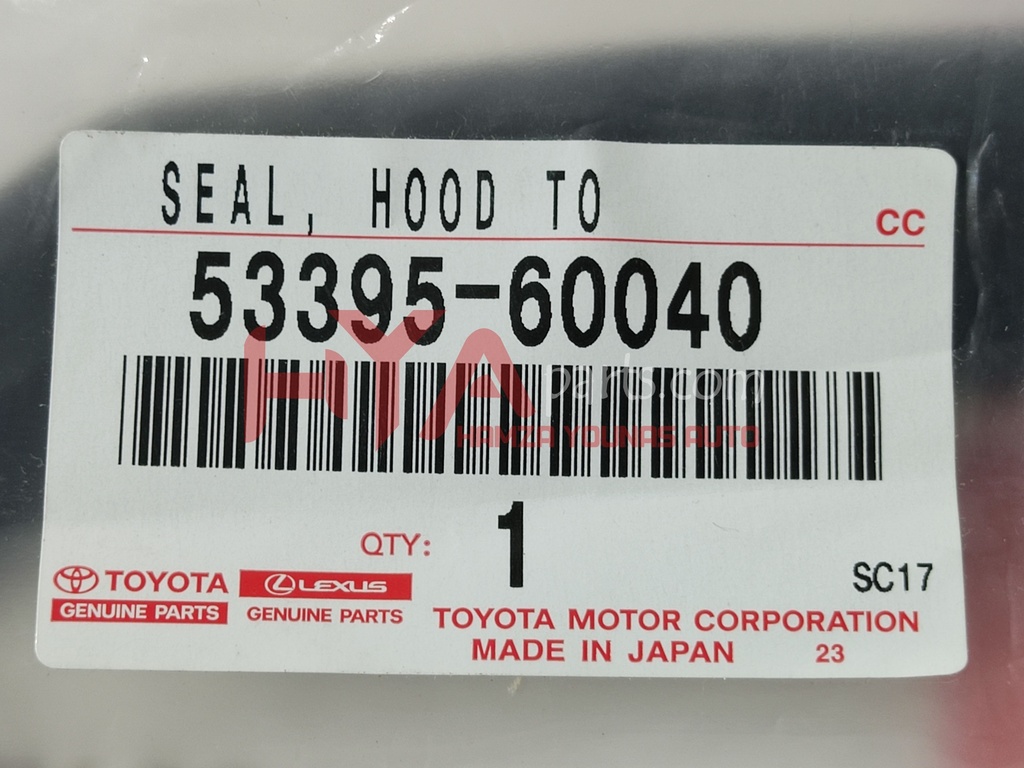 SEAL, HOOD TO
CC
53395-60040
HYA parts.com
HAMZA YOUNAS AUTO
QTY: 1
TOYOTA
GENUINE PARTS
LEXUS
GENUINE PARTS
SC17
TOYOTA MOTOR CORPORATION
MADE IN JAPAN 23